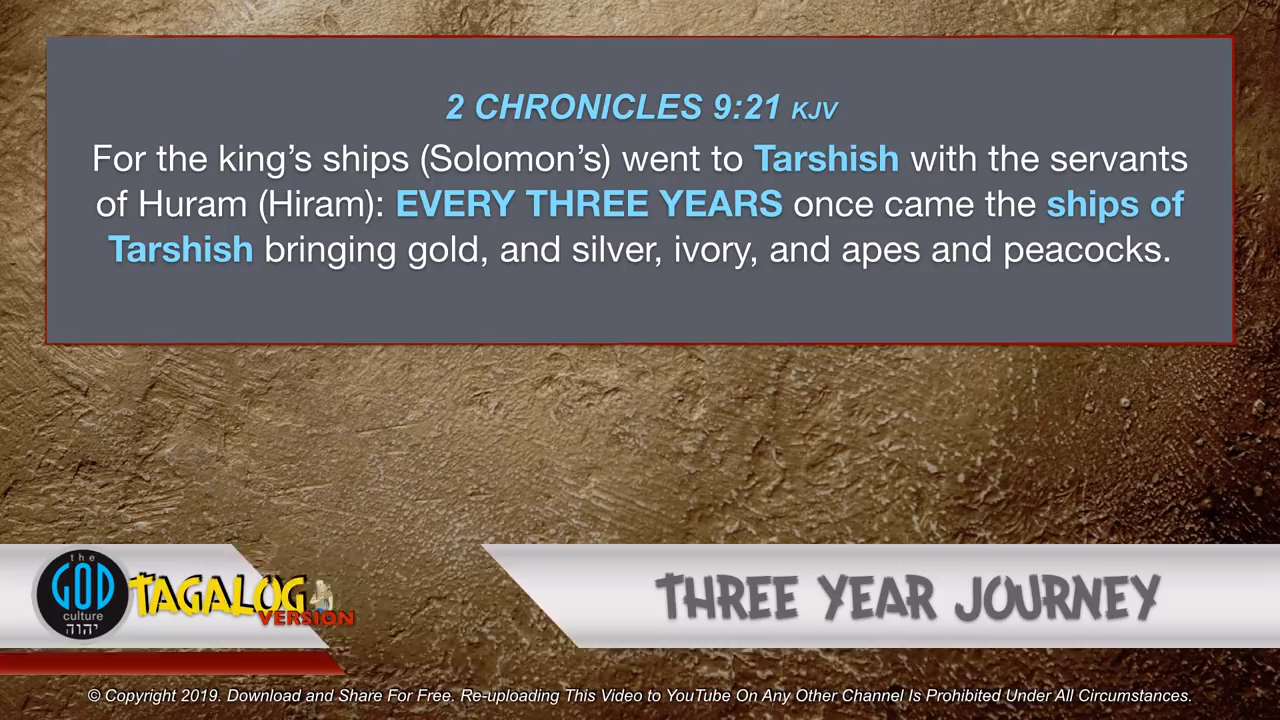 2 CHRONICLES 9:21 KJV
For the king’s ships (Solomon’s) went to Tarshish with the servants
of Huram (Hiram): EVERY THREE YEARS once came the ships of
Tarshish bringing gold, and silver, ivory, and apes and peacocks.
the
GOD
culture
יהוה
TAGALOG
VERSION
THREE YEAR JOURNEY
© Copyright 2019. Download and Share For Free. Re-uploading This Video to YouTube On Any Other Channel Is Prohibited Under All Circumstances.